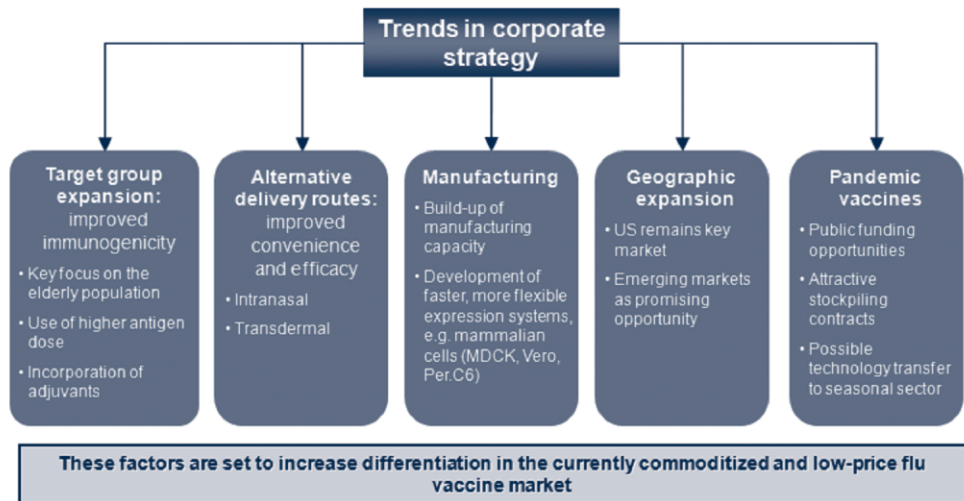 Trends in corporate
strategy
Target group
expansion:
improved
immunogenicity
• Key focus on the
elderly population
• Use of higher antigen
dose
• Incorporation of
adjuvants
Alternative
delivery routes:
improved
convenience
and efficacy
• Intranasal
• Transdermal
Manufacturing
• Build-up of
manufacturing
capacity
• Development of
faster, more flexible
expression systems,
e.g. mammalian
cells (MDCK, Vero,
Per.C6)
Geographic
expansion
• US remains key
market
• Emerging markets
as promising
opportunity
Pandemic
vaccines
• Public funding
opportunities
• Attractive
stockpiling
contracts
• Possible
technology transfer
to seasonal sector
These factors are set to increase differentiation in the currently commoditized and low-price flu
vaccine market